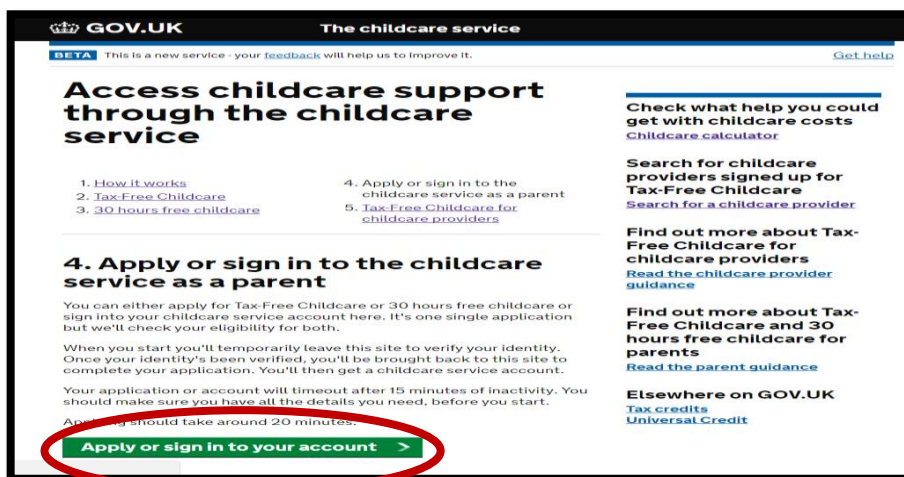 GOV.UK The childcare service
BETA This is a new service - your feedback will help us to improve it. Get help
Access childcare support
through the childcare
service
1. How it works
2. Tax-Free Childcare
3. 30 hours free childcare
4. Apply or sign in to the
childcare service as a parent
5. Tax-Free Childcare for
childcare providers
4. Apply or sign in to the childcare
service as a parent
You can either apply for Tax-Free Childcare or 30 hours free childcare or
sign into your childcare service account here. It's one single application
but we'll check your eligibility for both.
When you start you'll temporarily leave this site to verify your identity.
Once your identity's been verified, you'll be brought back to this site to
complete your application. You'll then get a childcare service account.
Your application or account will timeout after 15 minutes of inactivity. You
should make sure you have all the details you need, before you start.
Applying should take around 20 minutes.
Apply or sign in to your account >
Check what help you could
get with childcare costs
Childcare calculator
Search for childcare
providers signed up for
Tax-Free Childcare
Search for a childcare provider
Find out more about Tax-
Free Childcare for
childcare providers
Read the childcare provider
guidance
Find out more about Tax-
Free Childcare and 30
hours free childcare for
parents
Read the parent guidance
Elsewhere on GOV.UK
Tax credits
Universal Credit